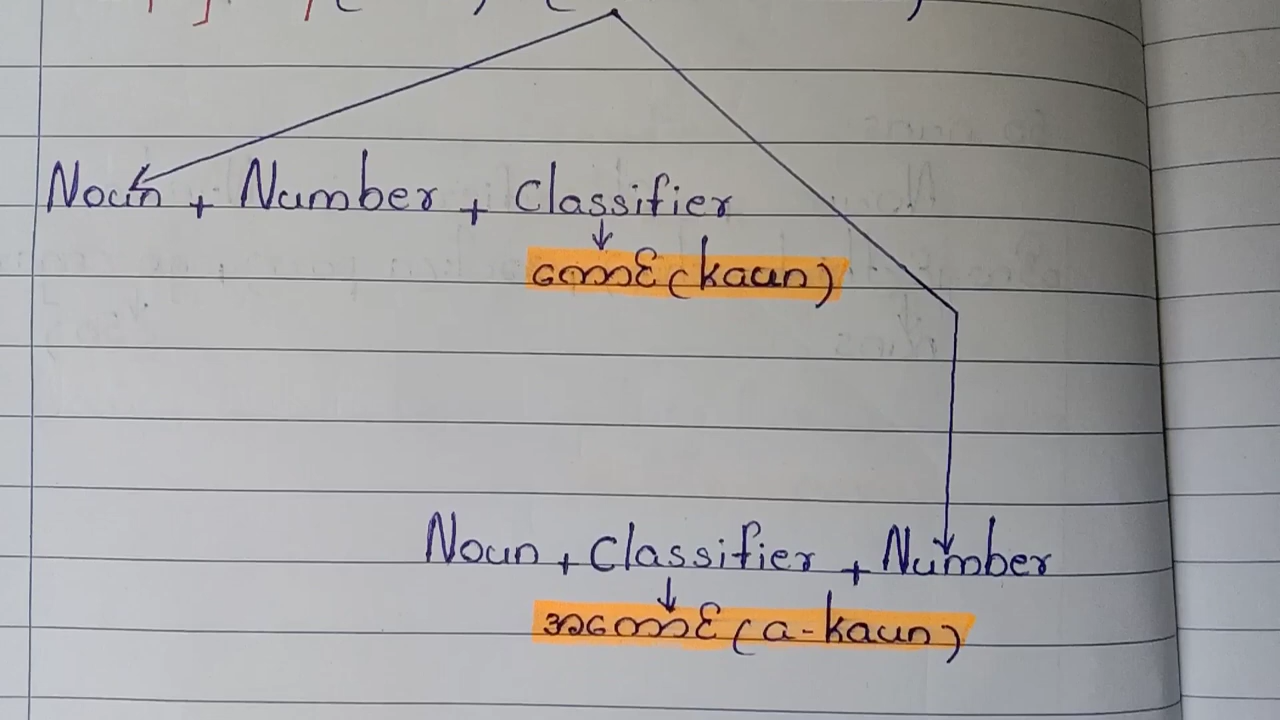 Noun + Number + Classifier
↓
ကောင် (kaun)
Noun + Classifier + Number
↓
အကောင် (a-kaun)